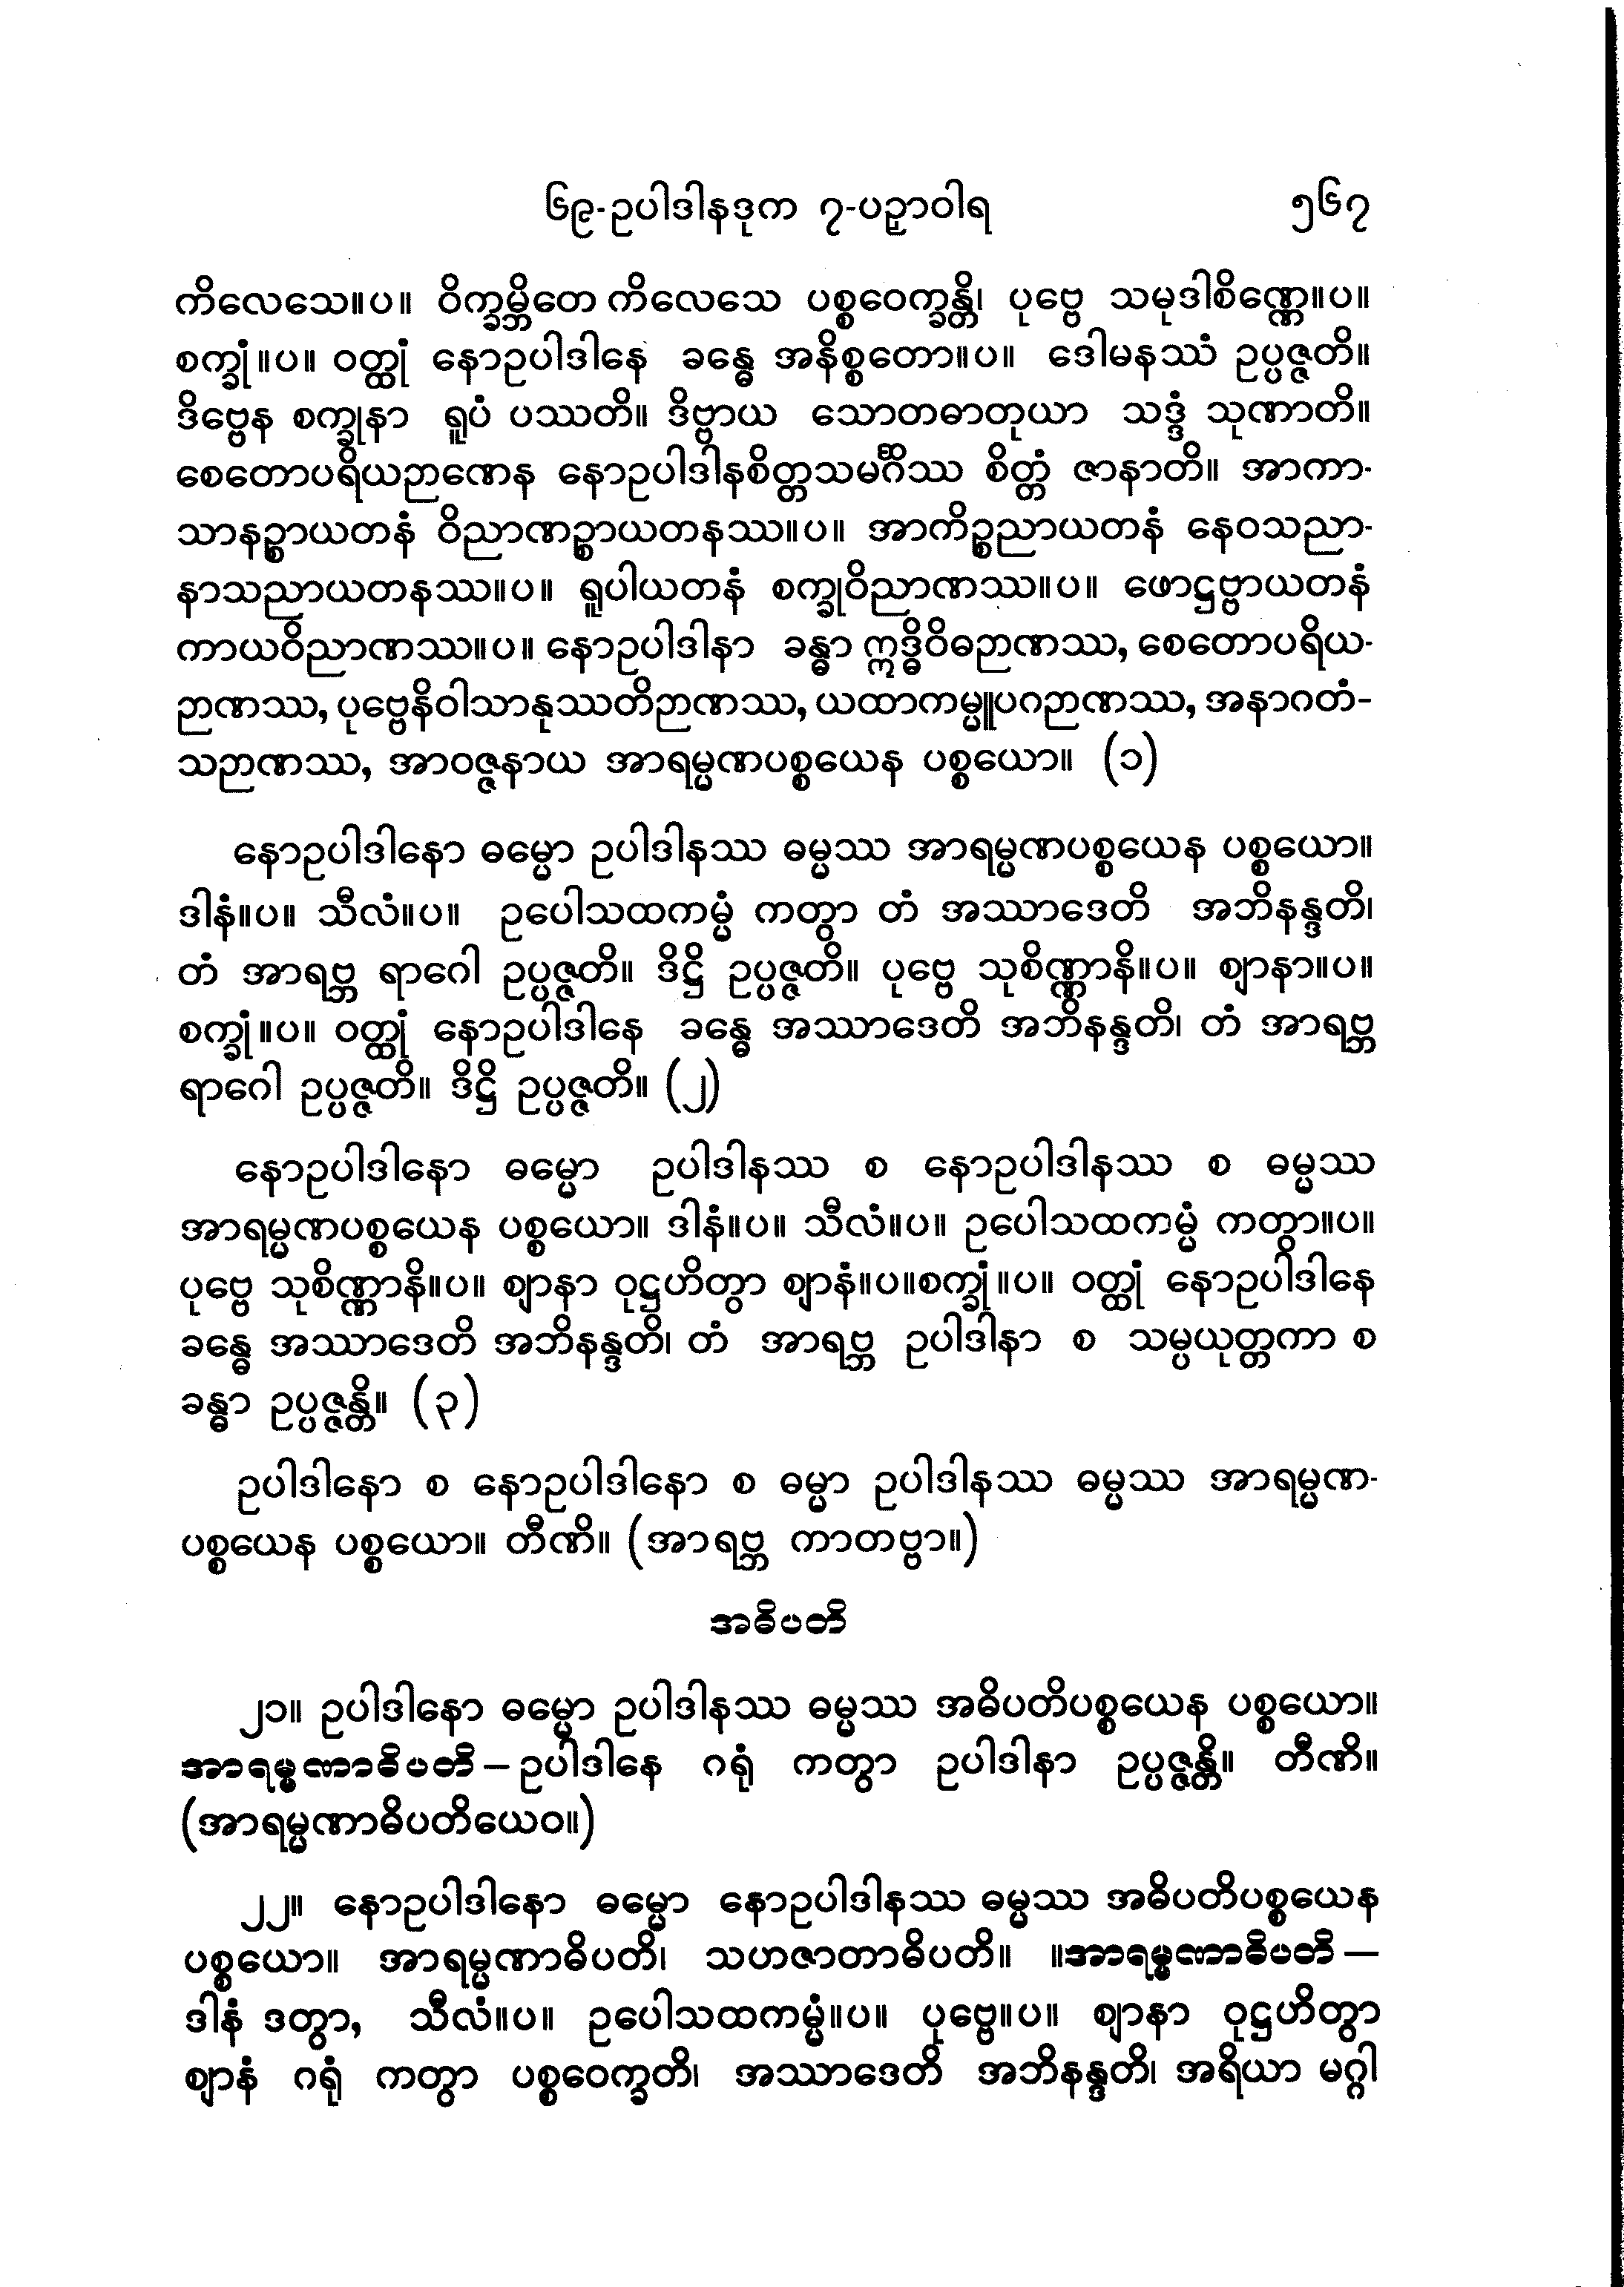 ၆၉-ဥပါဒါနဒုက ၇-ပဉှာဝါရ ၅၆၇
ကိလေသေ။ပ။ ဝိက္ခမ္ဘိတေ ကိလေသေ ပစ္စဝေက္ခန္တိ၊ ပုဗ္ဗေ သမုဒါစိဏ္ဏေ။ပ။
စက္ခုံ။ပ။ ဝတ္ထုံ နောဥပါဒါနေ ခန္ဓေ အနိစ္စတော။ပ။ ဒေါမနဿံ ဥပ္ပဇ္ဇတိ။
ဒိဗ္ဗေန စက္ခုနာ ရူပံ ပဿတိ။ ဒိဗ္ဗာယ သောတဓာတုယာ သဒ္ဒံ သုဏာတိ။
စေတောပရိယဉာဏေန နောဥပါဒါနစိတ္တသမင်္ဂိဿ စိတ္တံ ဇာနာတိ။ အာကာ-
သာနဉ္စာယတနံ ဝိညာဏဉ္စာယတနဿ။ပ။ အာကိဉ္စညာယတနံ နေဝသညာ-
နာသညာယတနဿ။ပ။ ရူပါယတနံ စက္ခုဝိညာဏဿ။ပ။ ဖောဋ္ဌဗ္ဗာယတနံ
ကာယဝိညာဏဿ။ပ။ နောဥပါဒါနာ ခန္ဓာ ဣဒ္ဓိဝိဓဉာဏဿ, စေတောပရိယ-
ဉာဏဿ, ပုဗ္ဗေနိဝါသာနုဿတိဉာဏဿ, ယထာကမ္မူပဂဉာဏဿ, အနာဂတံ-
သဉာဏဿ, အာဝဇ္ဇနာယ အာရမ္မဏပစ္စယေန ပစ္စယော။ (၁)
နောဥပါဒါနော ဓမ္မော ဥပါဒါနဿ ဓမ္မဿ အာရမ္မဏပစ္စယေန ပစ္စယော။
ဒါနံ။ပ။ သီလံ။ပ။ ဥပေါသထကမ္မံ ကတွာ တံ အဿာဒေတိ အဘိနန္ဒတိ၊
တံ အာရဗ္ဘ ရာဂေါ ဥပ္ပဇ္ဇတိ။ ဒိဋ္ဌိ ဥပ္ပဇ္ဇတိ။ ပုဗ္ဗေ သုစိဏ္ဏာနိ။ပ။ ဈာနာ။ပ။
စက္ခုံ။ပ။ ဝတ္ထုံ နောဥပါဒါနေ ခန္ဓေ အဿာဒေတိ အဘိနန္ဒတိ၊ တံ အာရဗ္ဘ
ရာဂေါ ဥပ္ပဇ္ဇတိ။ ဒိဋ္ဌိ ဥပ္ပဇ္ဇတိ။ (၂)
နောဥပါဒါနော ဓမ္မော ဥပါဒါနဿ စ နောဥပါဒါနဿ စ ဓမ္မဿ
အာရမ္မဏပစ္စယေန ပစ္စယော။ ဒါနံ။ပ။ သီလံ။ပ။ ဥပေါသထကမ္မံ ကတွာ။ပ။
ပုဗ္ဗေ သုစိဏ္ဏာနိ။ပ။ ဈာနာ ဝုဋ္ဌဟိတွာ ဈာနံ။ပ။စက္ခုံ။ပ။ ဝတ္ထုံ နောဥပါဒါနေ
ခန္ဓေ အဿာဒေတိ အဘိနန္ဒတိ၊ တံ အာရဗ္ဘ ဥပါဒါနာ စ သမ္ပယုတ္တကာ စ
ခန္ဓာ ဥပ္ပဇ္ဇန္တိ။ (၃)
ဥပါဒါနော စ နောဥပါဒါနော စ ဓမ္မာ ဥပါဒါနဿ ဓမ္မဿ အာရမ္မဏ-
ပစ္စယေန ပစ္စယော။ တီဏိ။ (အာရဗ္ဘ ကာတဗ္ဗာ။)
အဓိပတိ
၂၁။ ဥပါဒါနော ဓမ္မော ဥပါဒါနဿ ဓမ္မဿ အဓိပတိပစ္စယေန ပစ္စယော။
အာရမ္မဏာဓိပတိ – ဥပါဒါနေ ဂရုံ ကတွာ ဥပါဒါနာ ဥပ္ပဇ္ဇန္တိ။ တီဏိ။
(အာရမ္မဏာဓိပတိယေဝ။)
၂၂။ နောဥပါဒါနော ဓမ္မော နောဥပါဒါနဿ ဓမ္မဿ အဓိပတိပစ္စယေန
ပစ္စယော။ အာရမ္မဏာဓိပတိ၊ သဟဇာတာဓိပတိ။ ။အာရမ္မဏာဓိပတိ –
ဒါနံ ဒတွာ, သီလံ။ပ။ ဥပေါသထကမ္မံ။ပ။ ပုဗ္ဗေ။ပ။ ဈာနာ ဝုဋ္ဌဟိတွာ
ဈာနံ ဂရုံ ကတွာ ပစ္စဝေက္ခတိ၊ အဿာဒေတိ အဘိနန္ဒတိ၊ အရိယာ မဂ္ဂါ